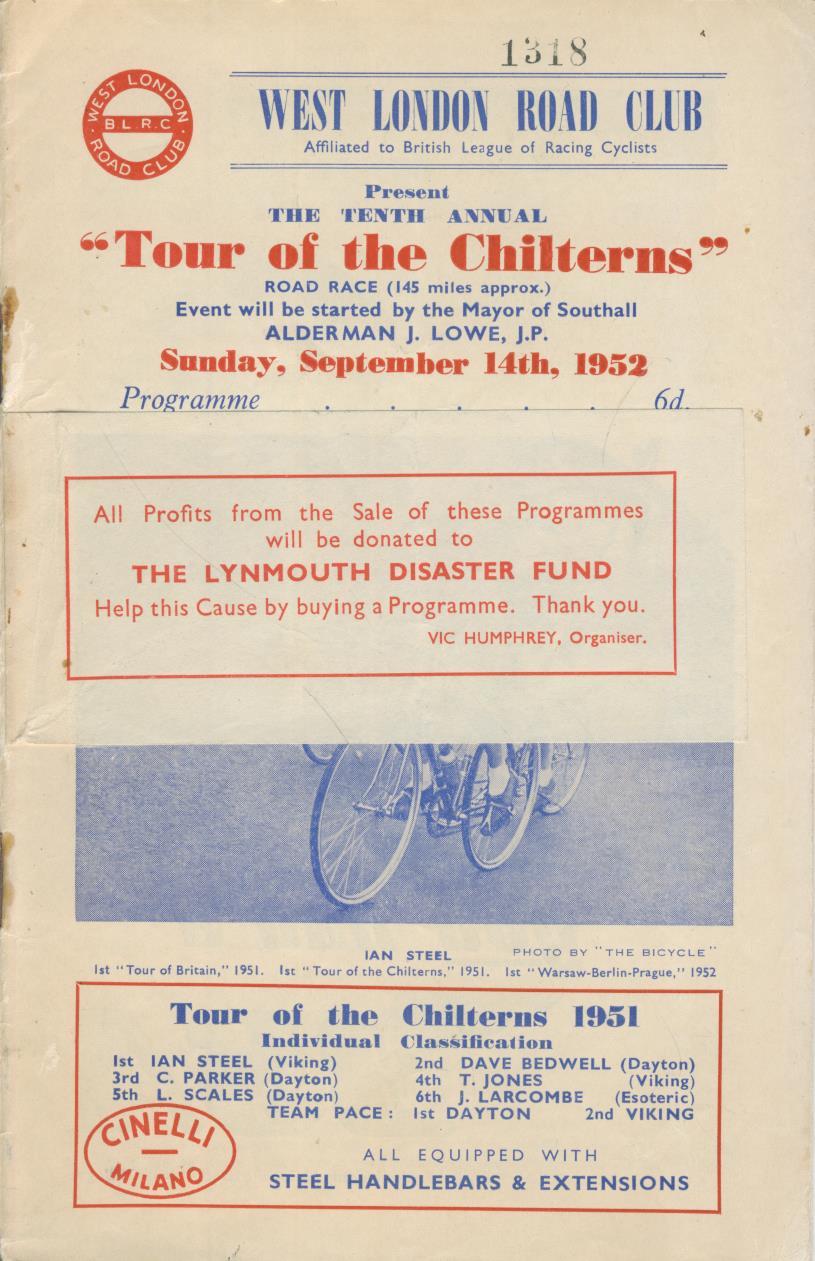 1318
WEST LONDON
B.L.R.C
ROAD CLUB
WEST LONDON ROAD CLUB
Affiliated to British League of Racing Cyclists
Present
THE TENTH ANNUAL
"Tour of the Chilterns"
ROAD RACE (145 miles approx.)
Event will be started by the Mayor of Southall
ALDERMAN J. LOWE, J.P.
Sunday, September 14th, 1952
Programme . . . . . 6d.
All Profits from the Sale of these Programmes
will be donated to
THE LYNMOUTH DISASTER FUND
Help this Cause by buying a Programme. Thank you.
VIC HUMPHREY, Organiser.
IAN STEEL PHOTO BY "THE BICYCLE"
1st "Tour of Britain," 1951. 1st "Tour of the Chilterns," 1951. 1st "Warsaw-Berlin-Prague," 1952
Tour of the Chilterns 1951
Individual Classification
1st IAN STEEL (Viking) 2nd DAVE BEDWELL (Dayton)
3rd C. PARKER (Dayton) 4th T. JONES (Viking)
5th L. SCALES (Dayton) 6th J. LARCOMBE (Esoteric)
TEAM PACE : 1st DAYTON 2nd VIKING
CINELLI
MILANO
ALL EQUIPPED WITH
STEEL HANDLEBARS & EXTENSIONS